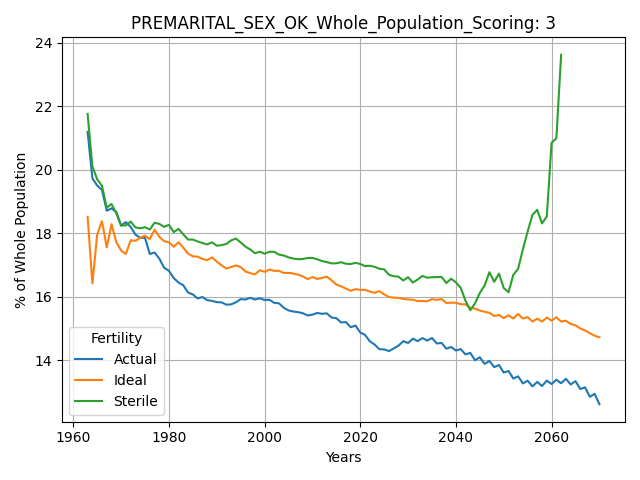 PREMARITAL_SEX_OK_Whole_Population_Scoring: 3
24
22
20
18
16
14
% of Whole Population
Fertility
Actual
Ideal
Sterile
1960 1980 2000 2020 2040 2060
Years